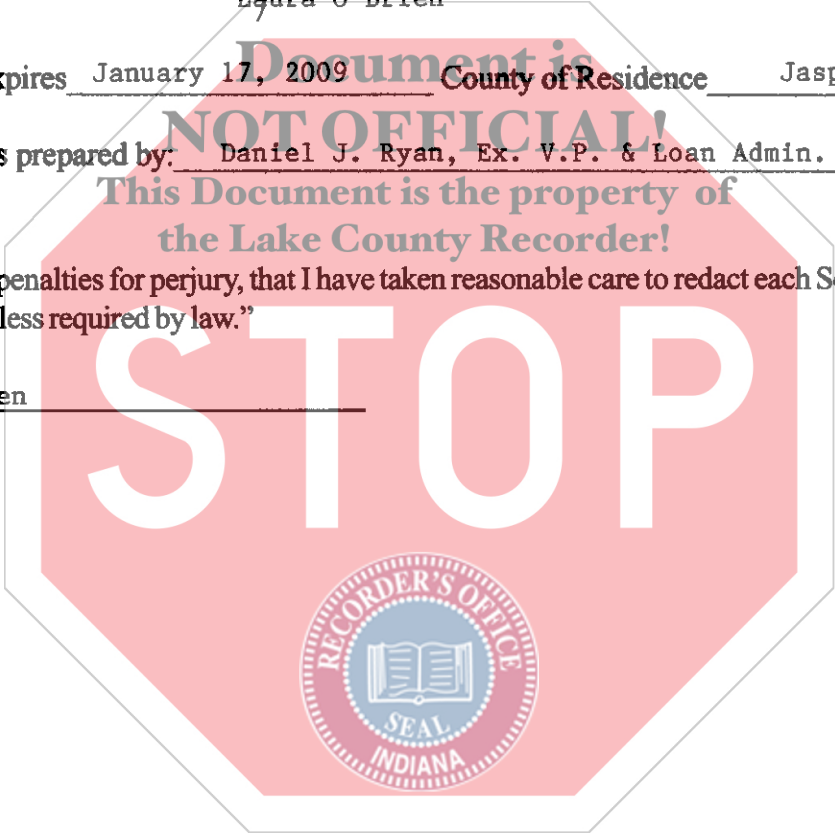 Laura O'Brien
xpires January 17, 2009 County of Residence Jasp
Document is
NOT OFFICIAL!
s prepared by: Daniel J. Ryan, Ex. V.P. & Loan Admin.
This Document is the property of
the Lake County Recorder!
penalties for perjury, that I have taken reasonable care to redact each S
less required by law.”
en
STOP
RECORDER'S OFFICE
SEAL
INDIANA